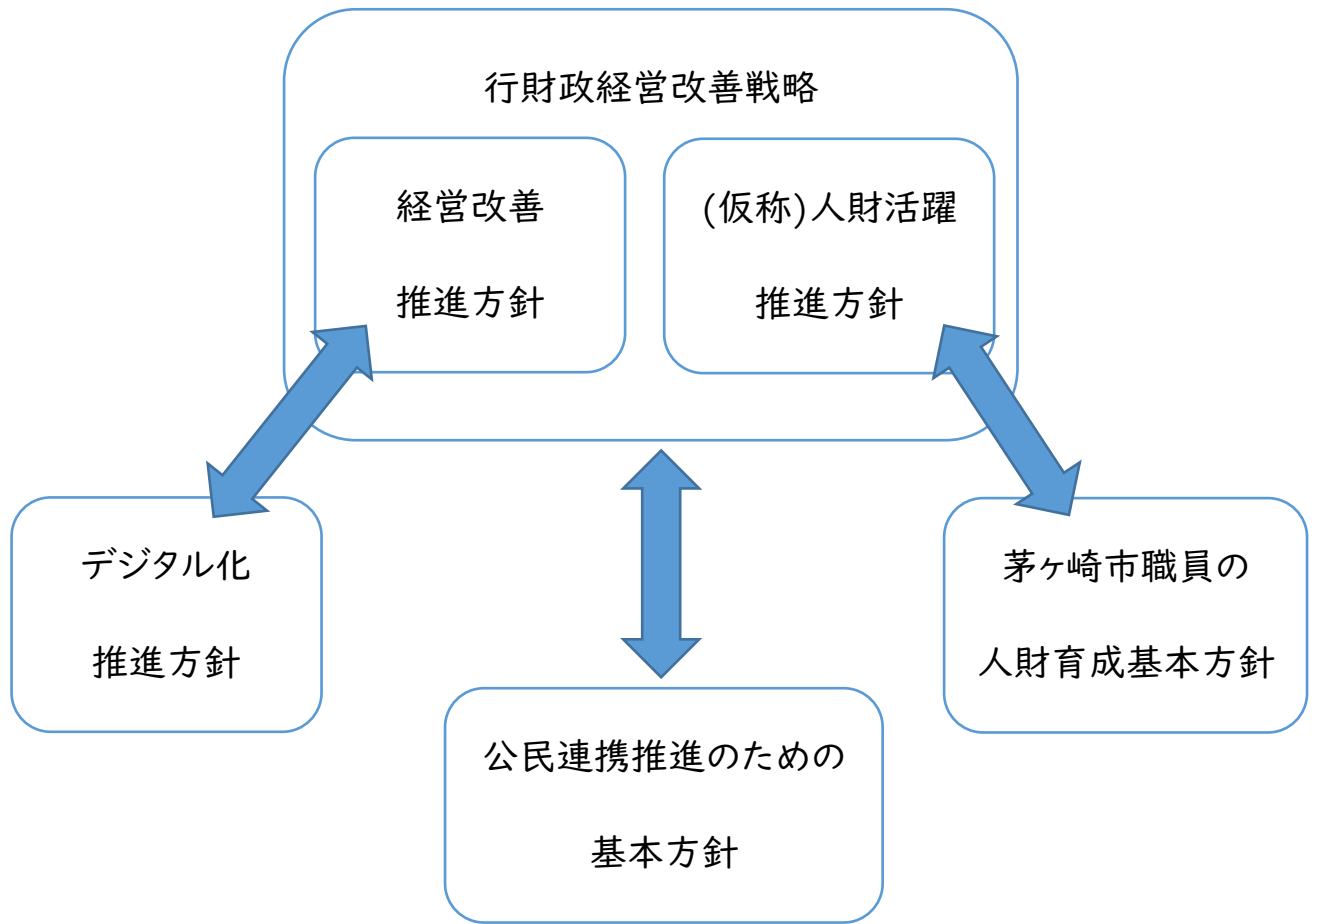 行財政経営改善戦略
経営改善
推進方針
(仮称)人財活躍
推進方針
デジタル化
推進方針
公民連携推進のための
基本方針
茅ヶ崎市職員の
人財育成基本方針